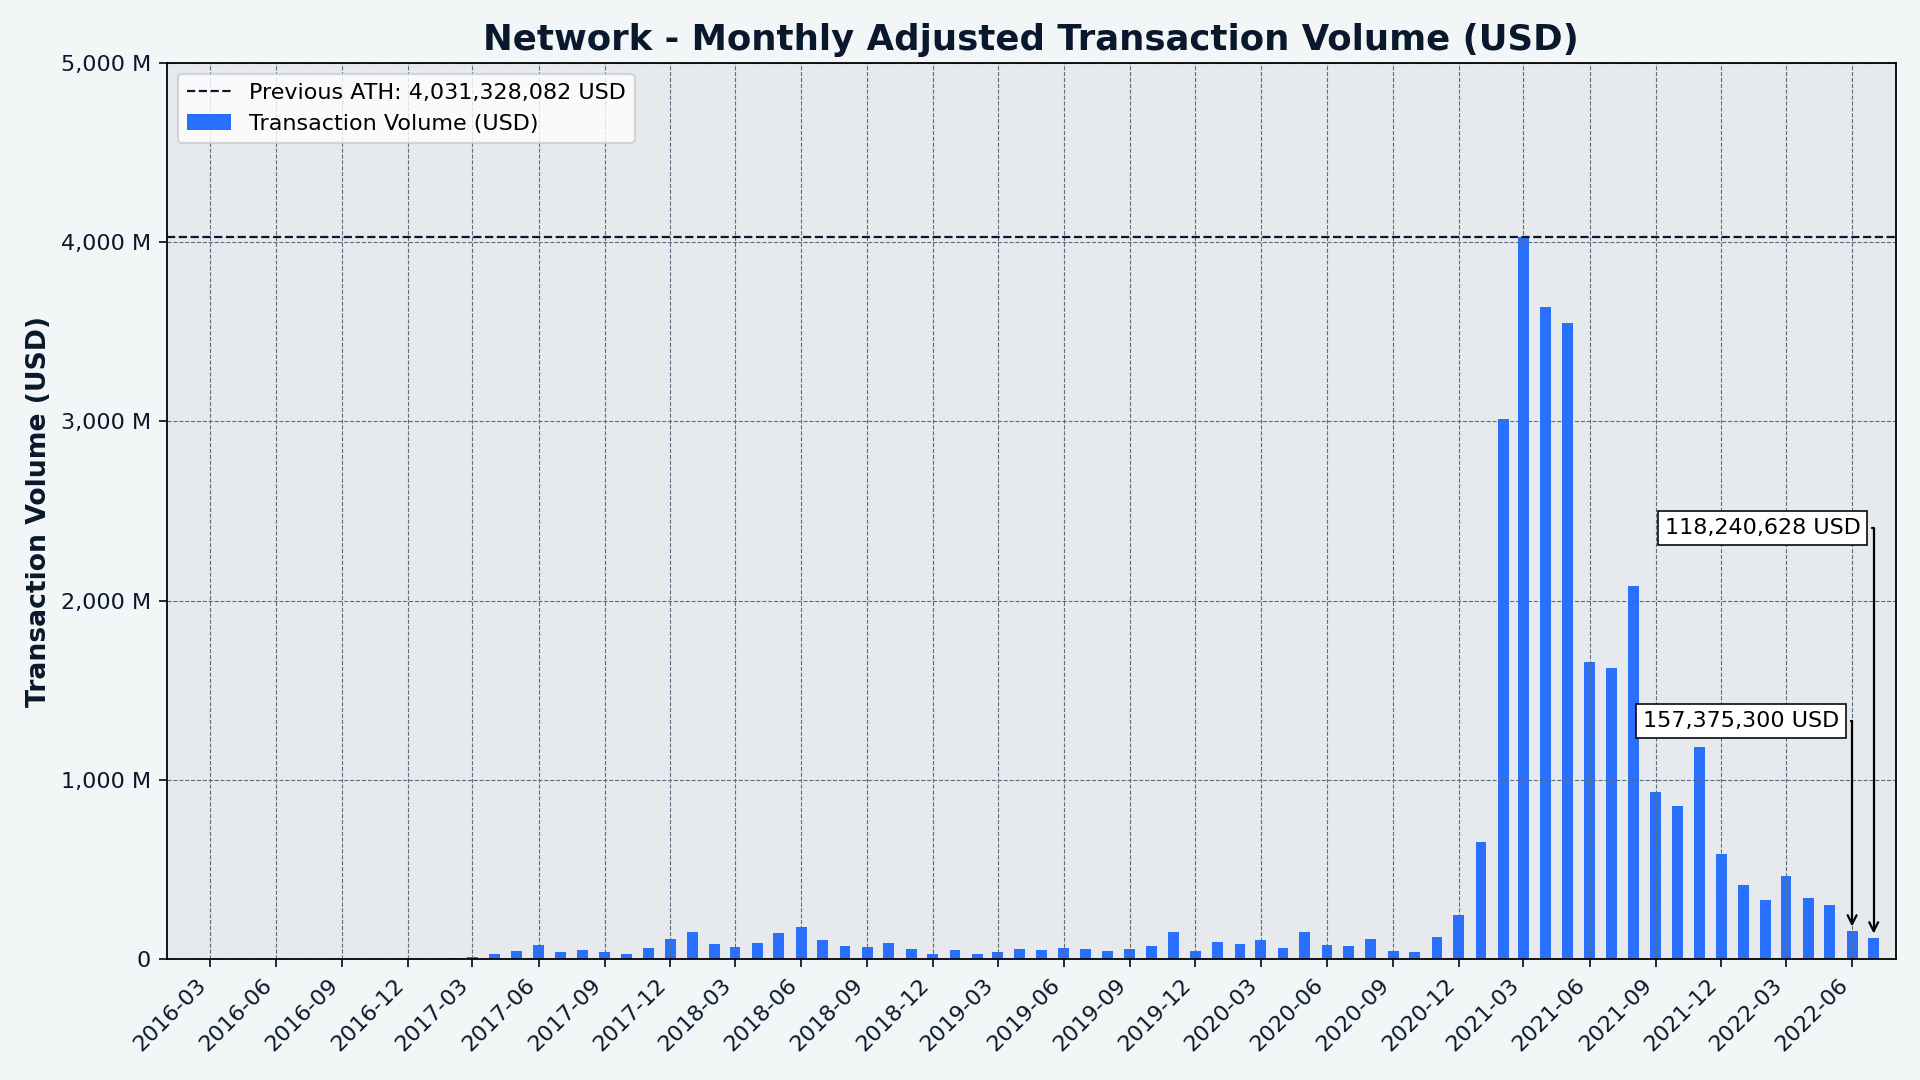 Network - Monthly Adjusted Transaction Volume (USD)
Previous ATH: 4,031,328,082 USD
Transaction Volume (USD)
Transaction Volume (USD)
5,000 M
4,000 M
3,000 M
2,000 M
1,000 M
0
118,240,628 USD
157,375,300 USD
2016-03
2016-06
2016-09
2016-12
2017-03
2017-06
2017-09
2017-12
2018-03
2018-06
2018-09
2018-12
2019-03
2019-06
2019-09
2019-12
2020-03
2020-06
2020-09
2020-12
2021-03
2021-06
2021-09
2021-12
2022-03
2022-06